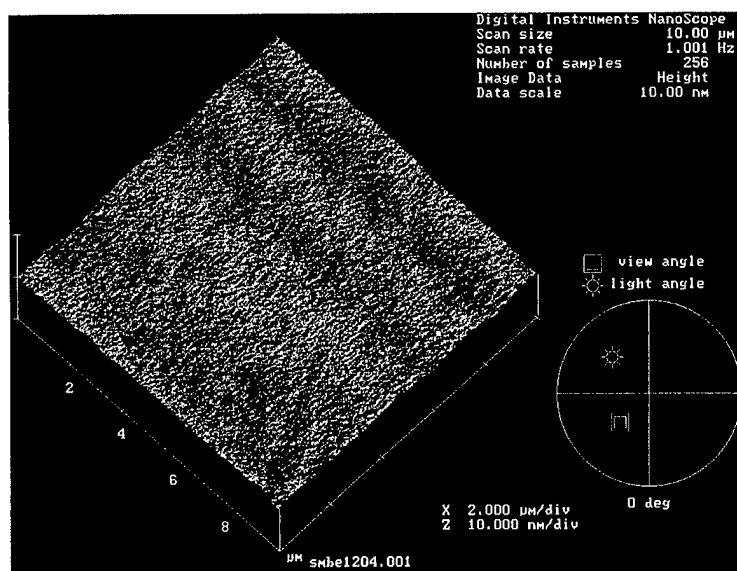 Digital Instruments NanoScope
Scan size 10.00 µm
Scan rate 1.001 Hz
Number of samples 256
Image Data Height
Data scale 10.00 nm
view angle
light angle
2
4
6
8
µm
0 deg
X 2.000 µm/div
Z 10.000 nm/div
smbe1204.001